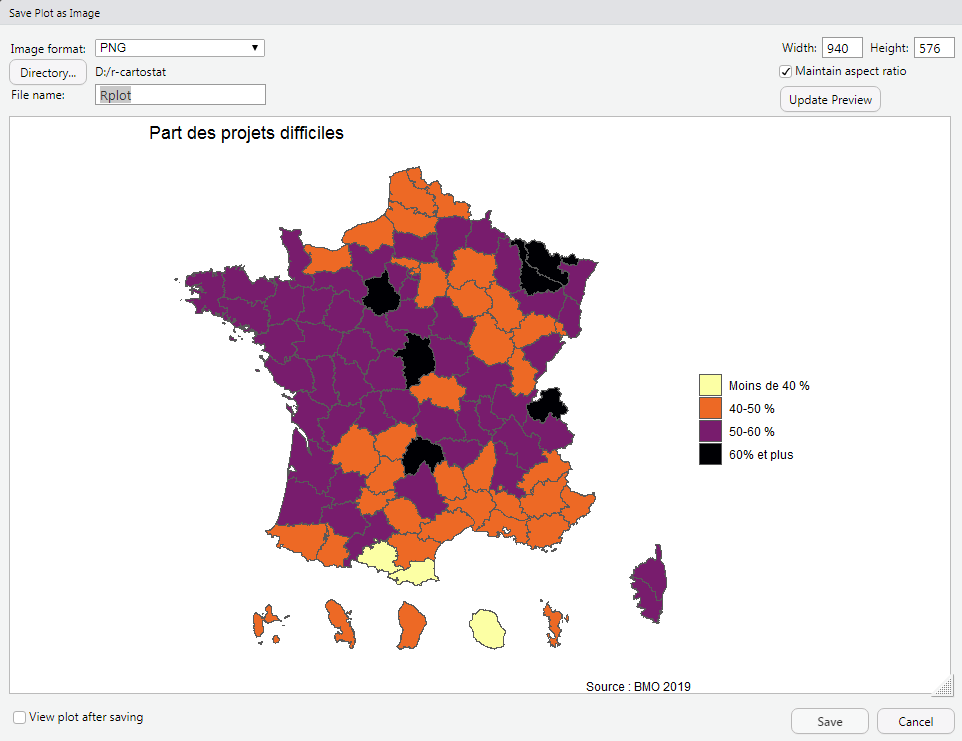 Save Plot as Image
Image format: PNG
Width: 940 Height: 576
Directory... D:/r-cartostat
Maintain aspect ratio
File name: Rplot
Update Preview
Part des projets difficiles
Moins de 40 %
40-50 %
50-60 %
60% et plus
Source : BMO 2019
View plot after saving
Save Cancel